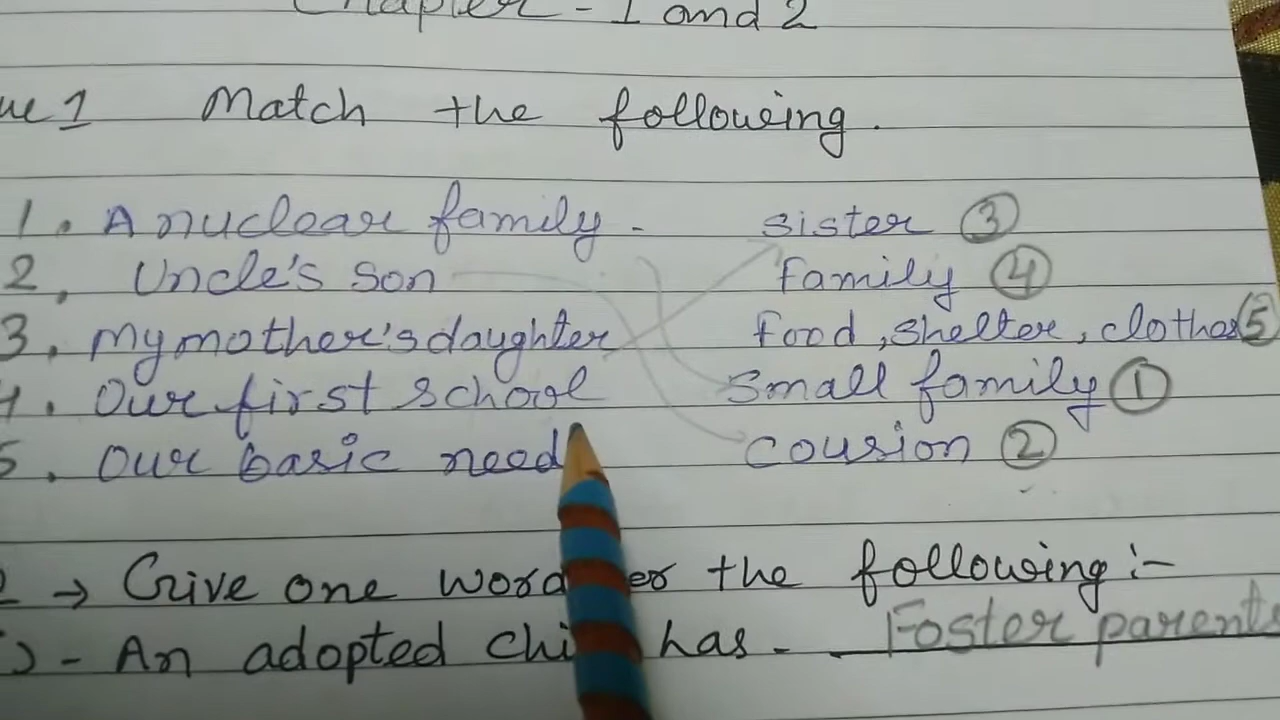 Chapter - 1 and 2
ue 1 Match the following.
1. A nuclear family - sister ③
2. Uncle's son family ④
3. My mother's daughter food, shelter, clothes ⑤
4. Our first school small family ①
5. Our basic need cousion ②
→ Give one word the following :-
- An adopted has - Foster parents